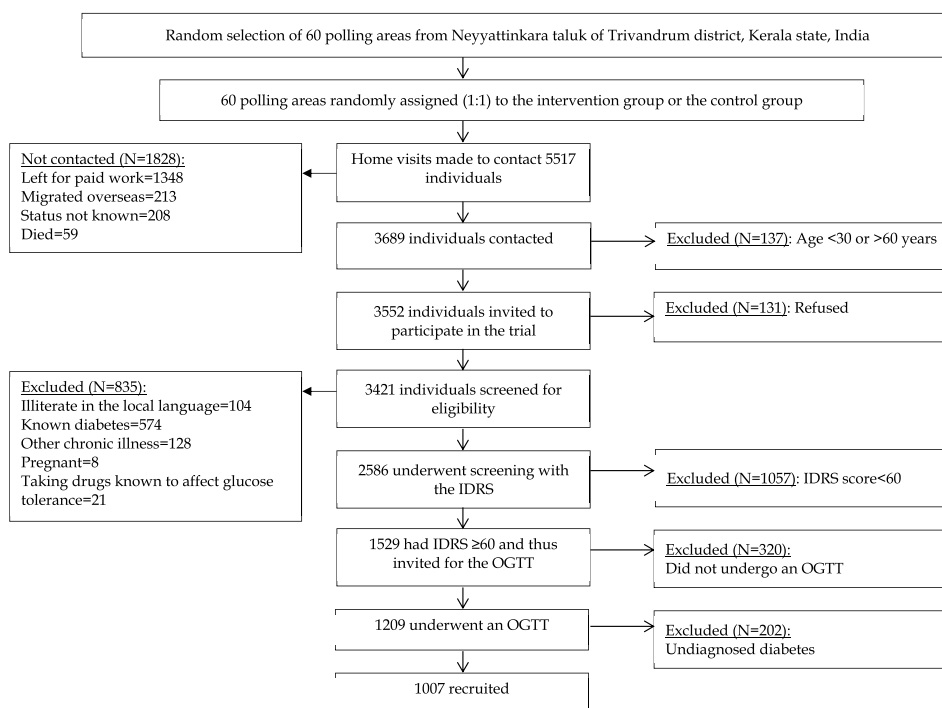 Random selection of 60 polling areas from Neyyattinkara taluk of Trivandrum district, Kerala state, India
60 polling areas randomly assigned (1:1) to the intervention group or the control group
Not contacted (N=1828):
Left for paid work=1348
Migrated overseas=213
Status not known=208
Died=59
Home visits made to contact 5517
individuals
3689 individuals contacted
Excluded (N=137): Age <30 or >60 years
3552 individuals invited to
participate in the trial
Excluded (N=131): Refused
Excluded (N=835):
Illiterate in the local language=104
Known diabetes=574
Other chronic illness=128
Pregnant=8
Taking drugs known to affect glucose
tolerance=21
3421 individuals screened for
eligibility
2586 underwent screening with
the IDRS
Excluded (N=1057): IDRS score<60
1529 had IDRS ≥60 and thus
invited for the OGTT
Excluded (N=320):
Did not undergo an OGTT
1209 underwent an OGTT
Excluded (N=202):
Undiagnosed diabetes
1007 recruited